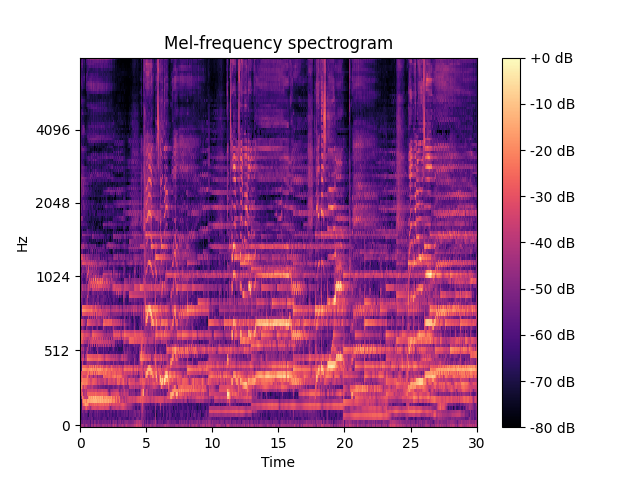 Mel-frequency spectrogram
Hz
4096
2048
1024
512
0
0 5 10 15 20 25 30
Time
+0 dB
-10 dB
-20 dB
-30 dB
-40 dB
-50 dB
-60 dB
-70 dB
-80 dB